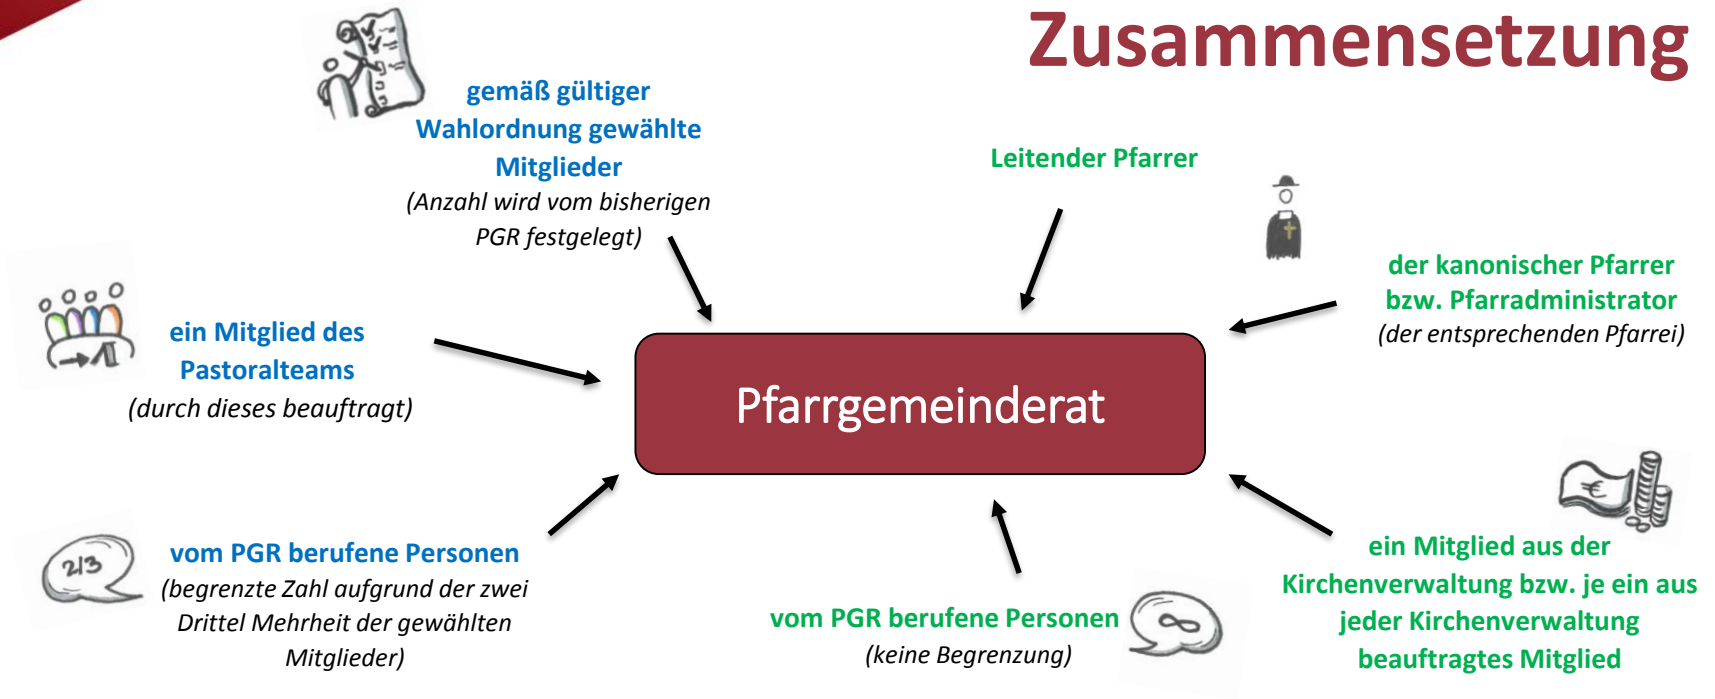 Zusammensetzung
gemäß gültiger
Wahlordnung gewählte
Mitglieder
(Anzahl wird vom bisherigen
PGR festgelegt)
Leitender Pfarrer
der kanonischer Pfarrer
bzw. Pfarradministrator
(der entsprechenden Pfarrei)
ein Mitglied des
Pastoralteams
(durch dieses beauftragt)
Pfarrgemeinderat
2/3
vom PGR berufene Personen
(begrenzte Zahl aufgrund der zwei
Drittel Mehrheit der gewählten
Mitglieder)
vom PGR berufene Personen
(keine Begrenzung)
∞
€
ein Mitglied aus der
Kirchenverwaltung bzw. je ein aus
jeder Kirchenverwaltung
beauftragtes Mitglied